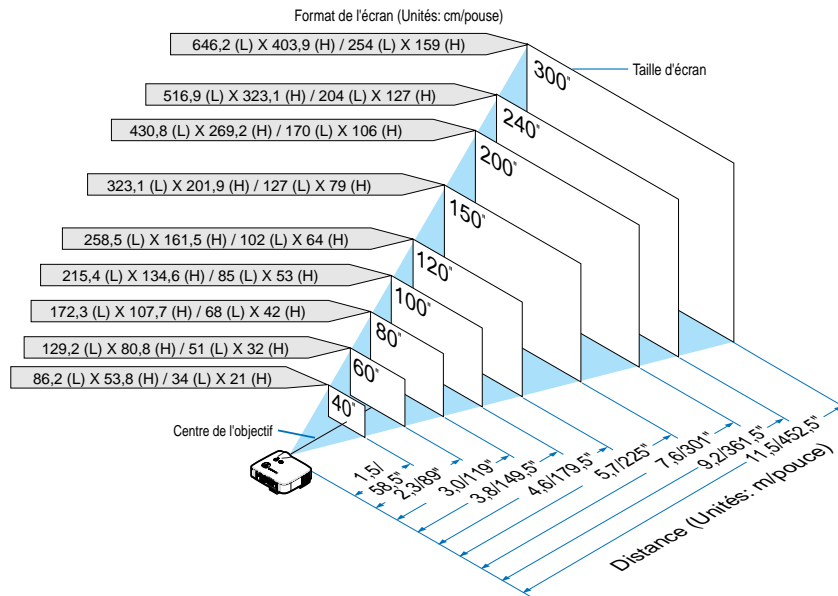 Format de l'écran (Unités: cm/pouse)
646,2 (L) X 403,9 (H) / 254 (L) X 159 (H)
300"
Taille d'écran
516,9 (L) X 323,1 (H) / 204 (L) X 127 (H)
240"
430,8 (L) X 269,2 (H) / 170 (L) X 106 (H)
200"
323,1 (L) X 201,9 (H) / 127 (L) X 79 (H)
150"
258,5 (L) X 161,5 (H) / 102 (L) X 64 (H)
120"
215,4 (L) X 134,6 (H) / 85 (L) X 53 (H)
100"
172,3 (L) X 107,7 (H) / 68 (L) X 42 (H)
80"
129,2 (L) X 80,8 (H) / 51 (L) X 32 (H)
60"
86,2 (L) X 53,8 (H) / 34 (L) X 21 (H)
40"
Centre de l'objectif
1,5/
58,5"
2,3/89"
3,0/119"
3,8/149,5"
4,6/179,5"
5,7/225"
7,6/301"
9,2/361,5"
11,5/452,5"
Distance (Unités: m/pouce)